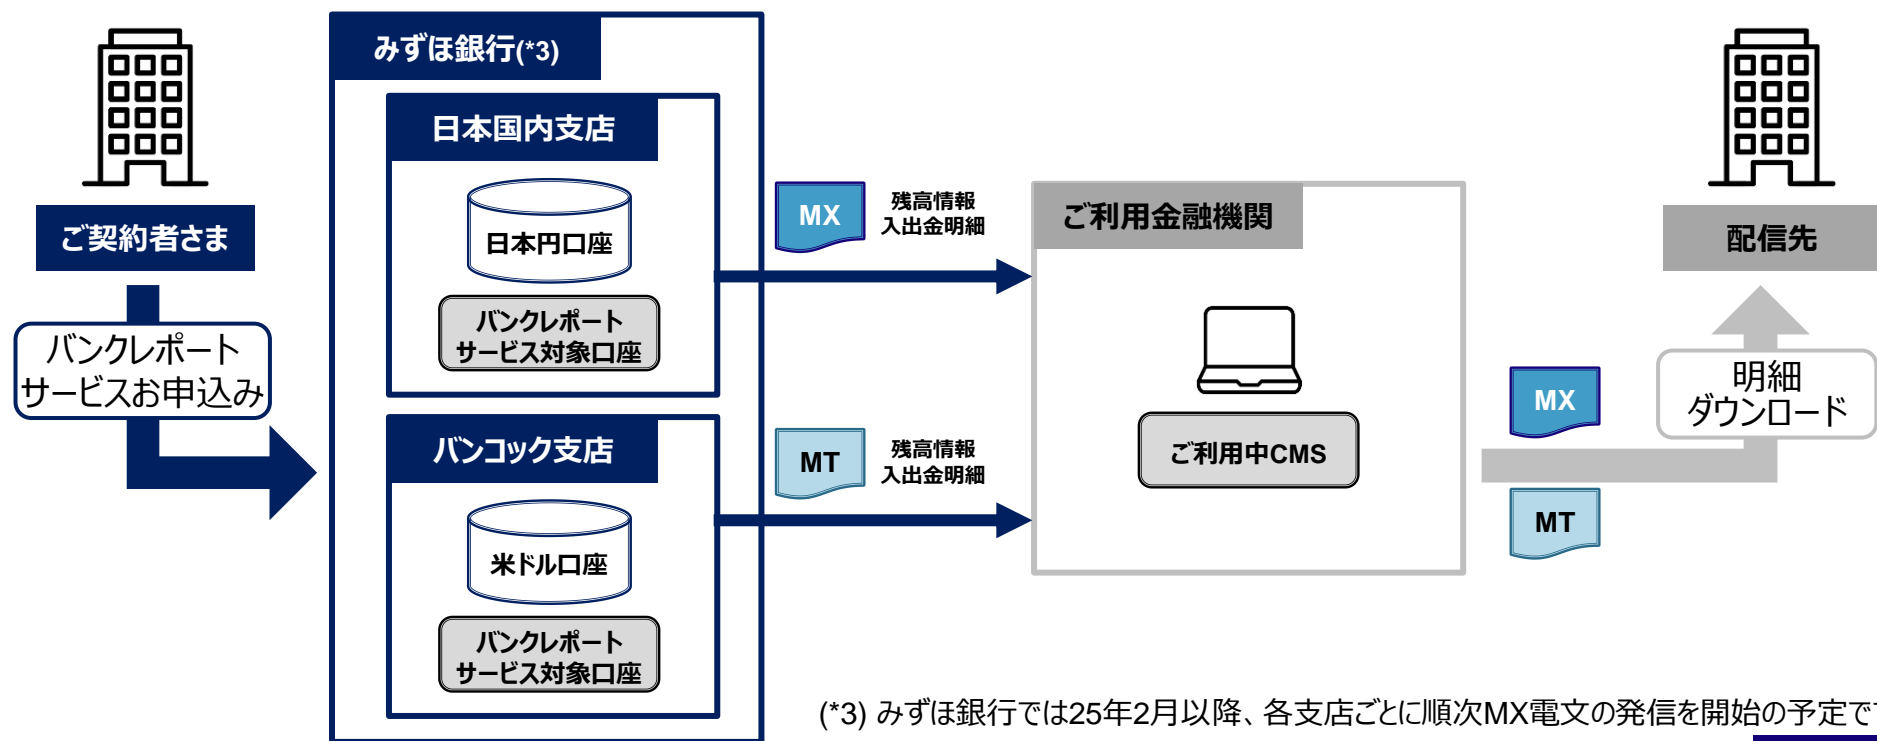 みずほ銀行(*3)
日本国内支店
日本円口座
バンクレポート
サービス対象口座
バンコック支店
米ドル口座
バンクレポート
サービス対象口座
ご契約者さま
バンクレポート
サービスお申込み
MX
残高情報
入出金明細
MT
残高情報
入出金明細
ご利用金融機関
ご利用中CMS
MX
MT
配信先
明細
ダウンロード
(*3) みずほ銀行では25年2月以降、各支店ごとに順次MX電文の発信を開始の予定で